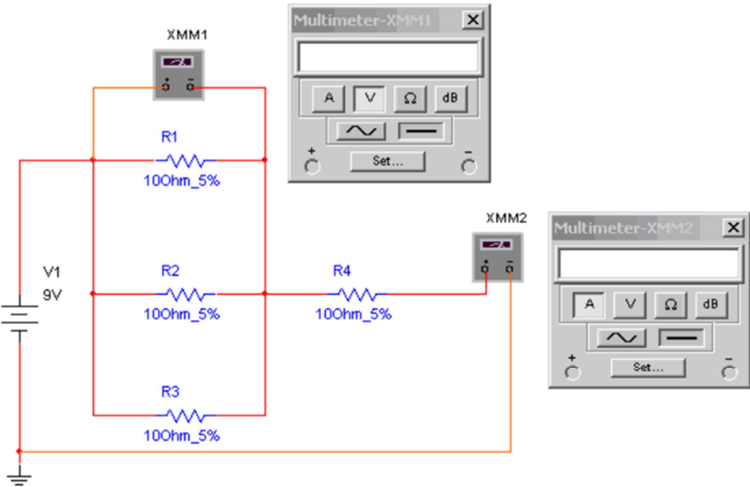 XMM1
Multimeter-XMM1
A V Ω dB
+ Set... -
R1
10Ohm_5%
XMM2
Multimeter-XMM2
A V Ω dB
+ Set... -
V1
9V
R2
10Ohm_5%
R4
10Ohm_5%
R3
10Ohm_5%